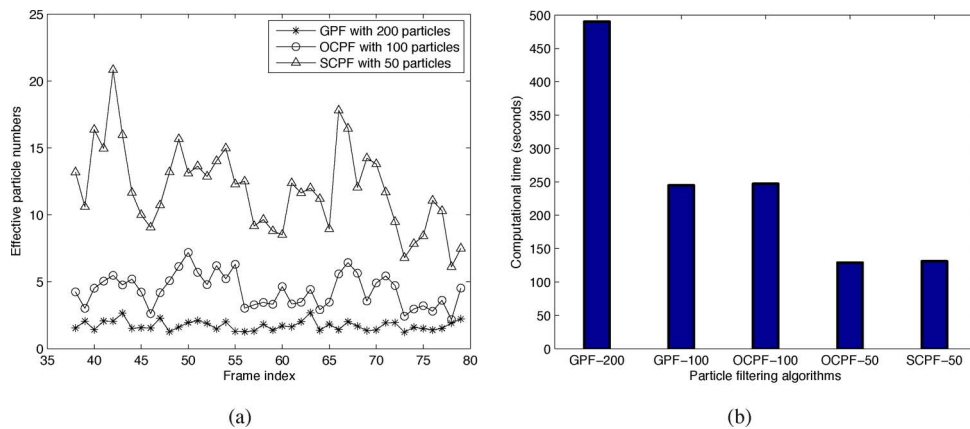 25
20
15
10
5
0
Effective particle numbers
GPF with 200 particles
OCPF with 100 particles
SCPF with 50 particles
35 40 45 50 55 60 65 70 75 80
Frame index
(a)
500
450
400
350
300
250
200
150
100
50
0
Computational time (seconds)
GPF−200 GPF−100 OCPF−100 OCPF−50 SCPF−50
Particle filtering algorithms
(b)